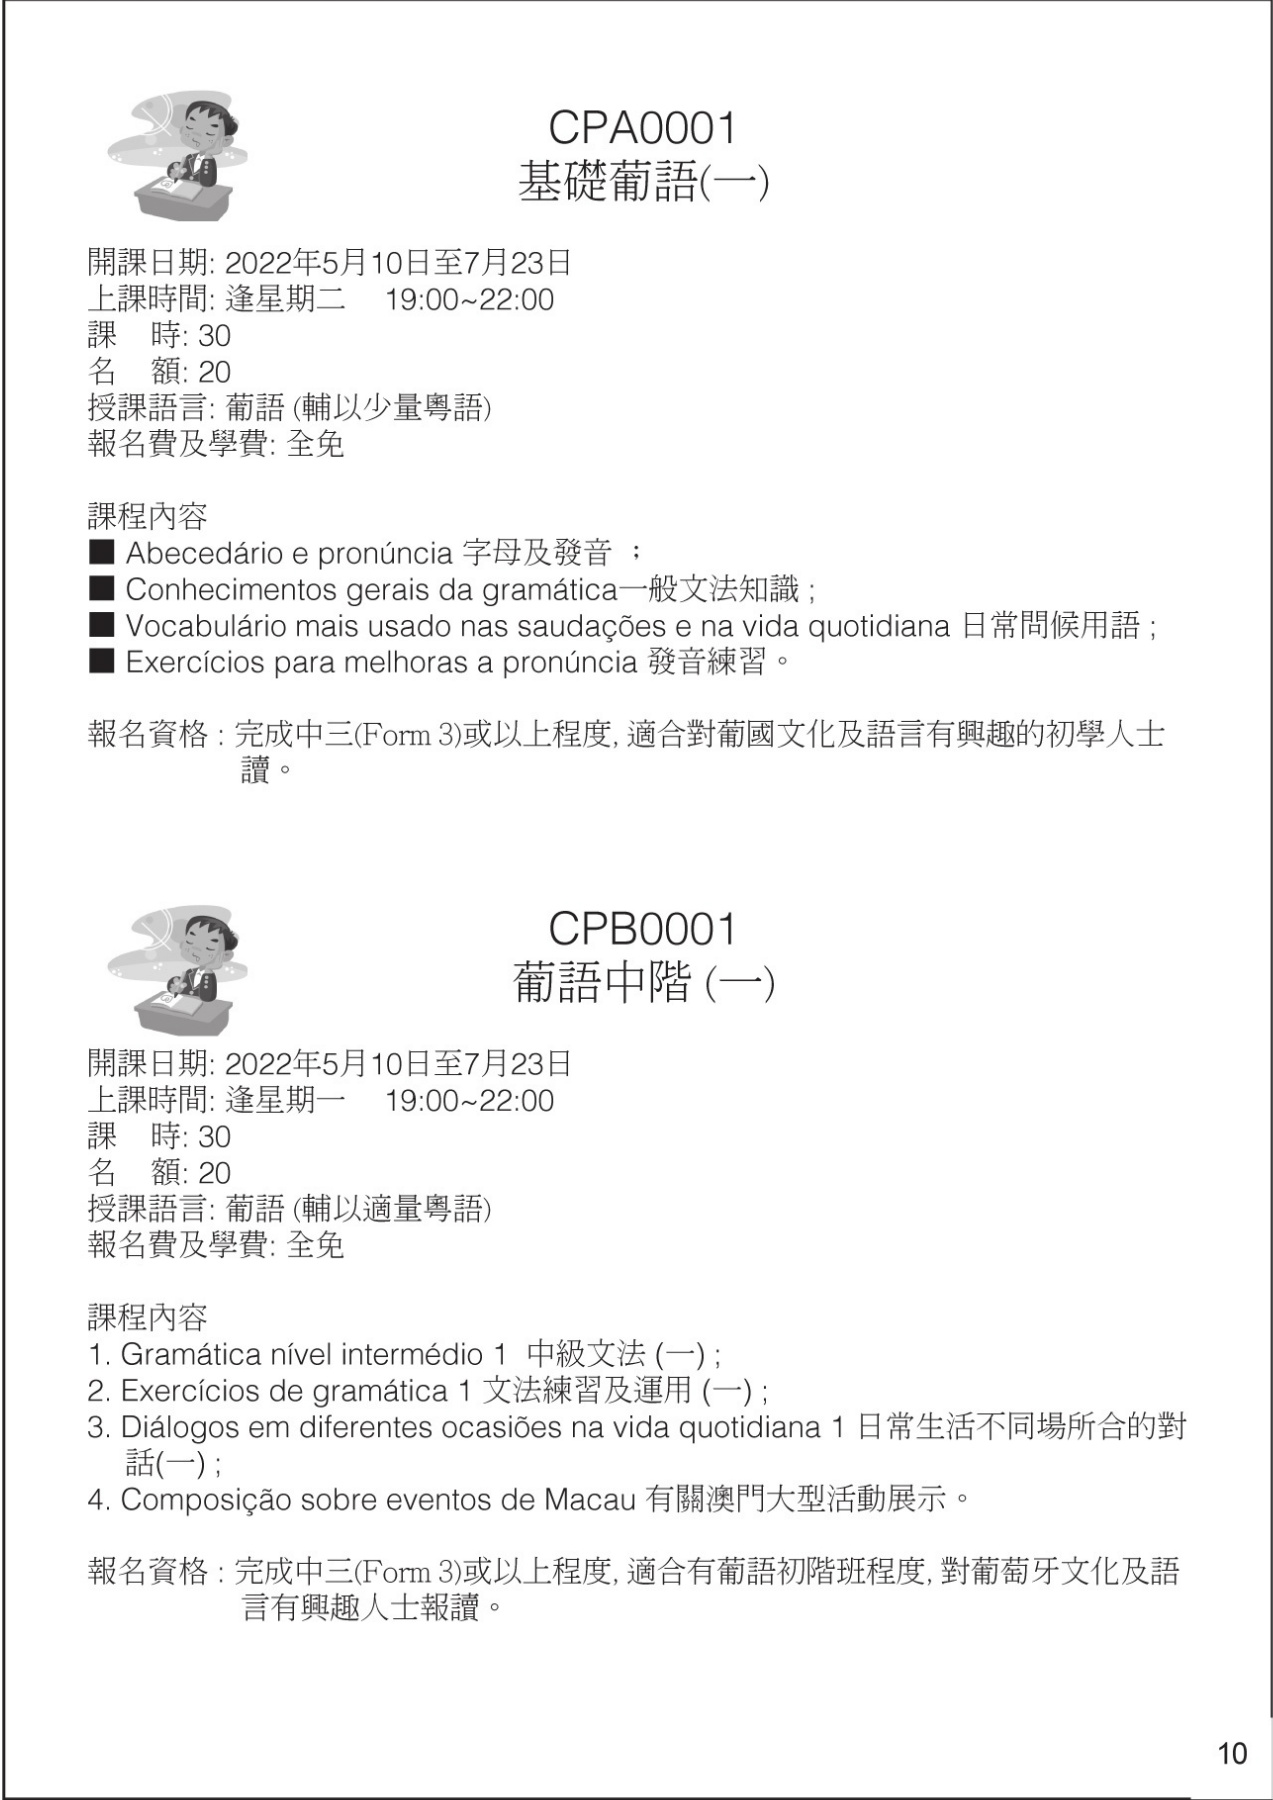 CPA0001
基礎葡語(一)
開課日期: 2022年5月10日至7月23日
上課時間: 逢星期二 19:00~22:00
課 時: 30
名 額: 20
授課語言: 葡語 (輔以少量粵語)
報名費及學費: 全免
課程內容
■ Abecedário e pronúncia 字母及發音 ；
■ Conhecimentos gerais da gramática一般文法知識 ;
■ Vocabulário mais usado nas saudações e na vida quotidiana 日常問候用語 ;
■ Exercícios para melhoras a pronúncia 發音練習。
報名資格 : 完成中三(Form 3)或以上程度, 適合對葡國文化及語言有興趣的初學人士
讀。
CPB0001
葡語中階 (一)
開課日期: 2022年5月10日至7月23日
上課時間: 逢星期一 19:00~22:00
課 時: 30
名 額: 20
授課語言: 葡語 (輔以適量粵語)
報名費及學費: 全免
課程內容
1. Gramática nível intermédio 1 中級文法 (一) ;
2. Exercícios de gramática 1 文法練習及運用 (一) ;
3. Diálogos em diferentes ocasiões na vida quotidiana 1 日常生活不同場所合的對
話(一) ;
4. Composição sobre eventos de Macau 有關澳門大型活動展示。
報名資格 : 完成中三(Form 3)或以上程度, 適合有葡語初階班程度, 對葡萄牙文化及語
言有興趣人士報讀。
10